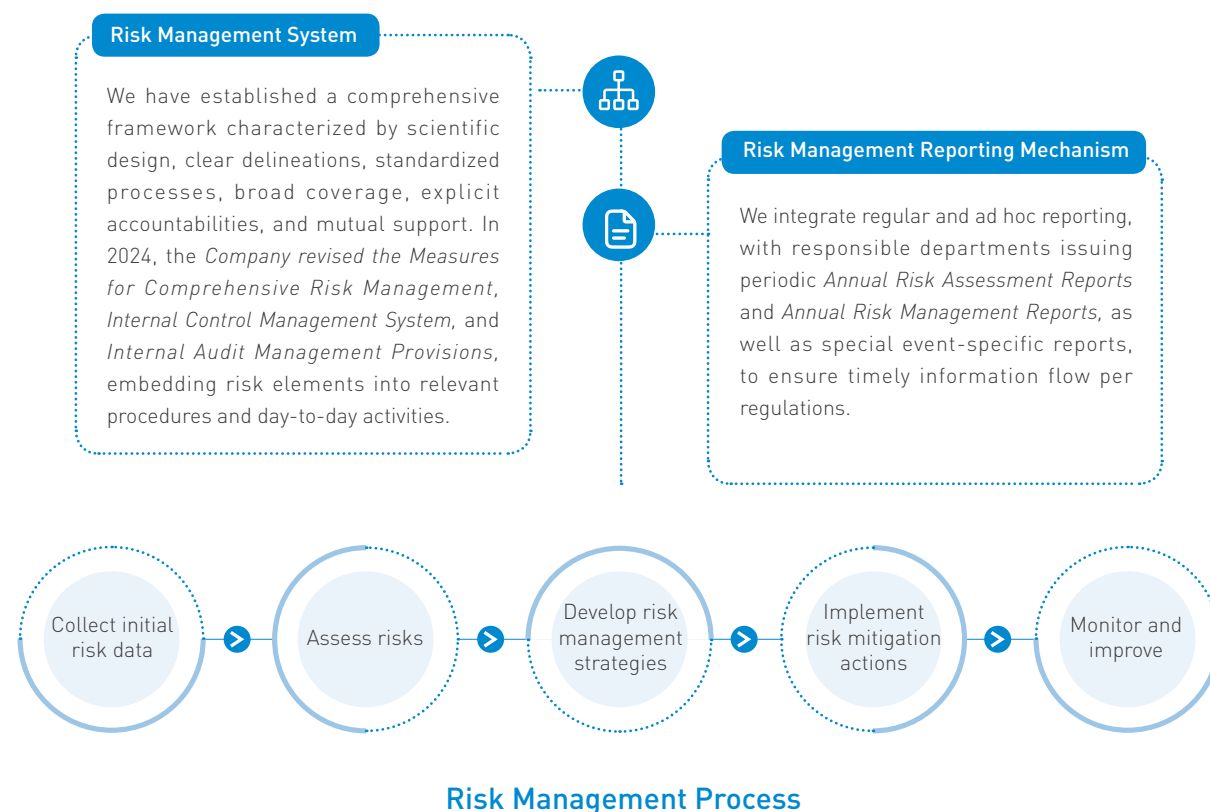 Risk Management System
We have established a comprehensive
framework characterized by scientific
design, clear delineations, standardized
processes, broad coverage, explicit
accountabilities, and mutual support. In
2024, the Company revised the Measures
for Comprehensive Risk Management,
Internal Control Management System, and
Internal Audit Management Provisions,
embedding risk elements into relevant
procedures and day-to-day activities.
Risk Management Reporting Mechanism
We integrate regular and ad hoc reporting,
with responsible departments issuing
periodic Annual Risk Assessment Reports
and Annual Risk Management Reports, as
well as special event-specific reports,
to ensure timely information flow per
regulations.
Collect initial
risk data
Assess risks
Develop risk
management
strategies
Implement
risk mitigation
actions
Monitor and
improve
Risk Management Process